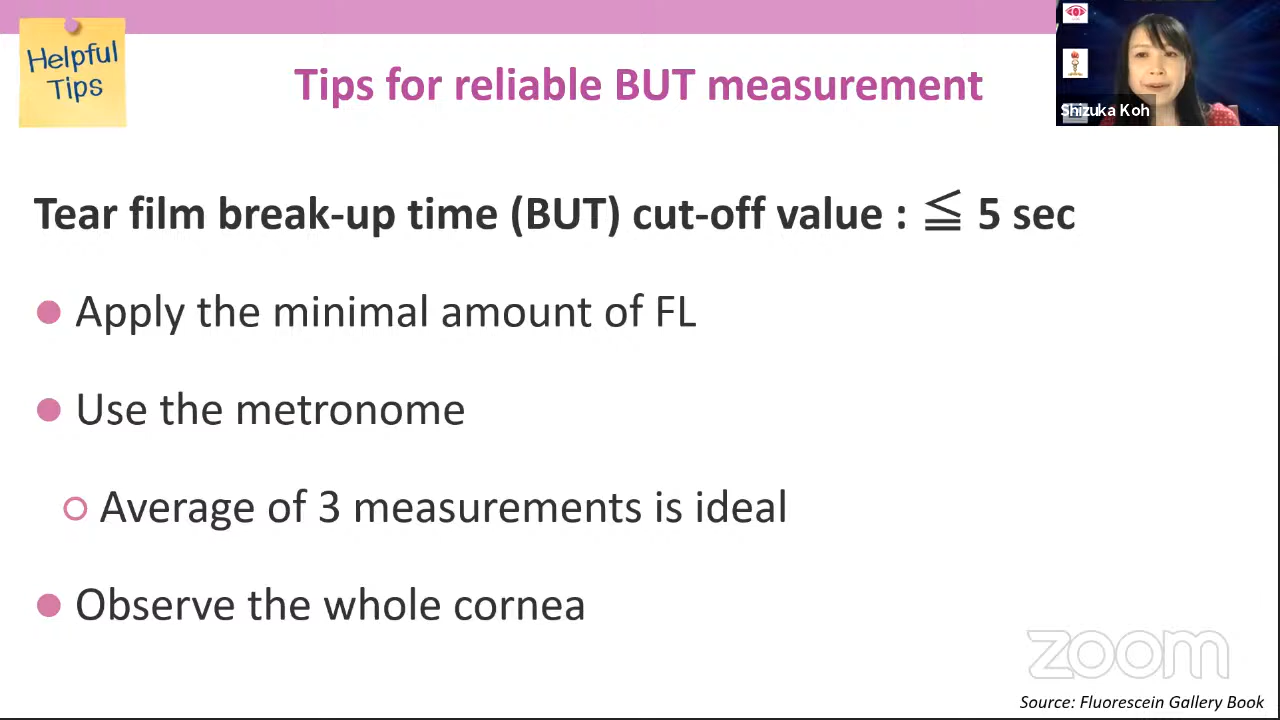 Helpful
Tips
Tips for reliable BUT measurement
Shizuka Koh
Tear film break-up time (BUT) cut-off value : ≦ 5 sec
Apply the minimal amount of FL
Use the metronome
Average of 3 measurements is ideal
Observe the whole cornea
zoom
Source: Fluorescein Gallery Book